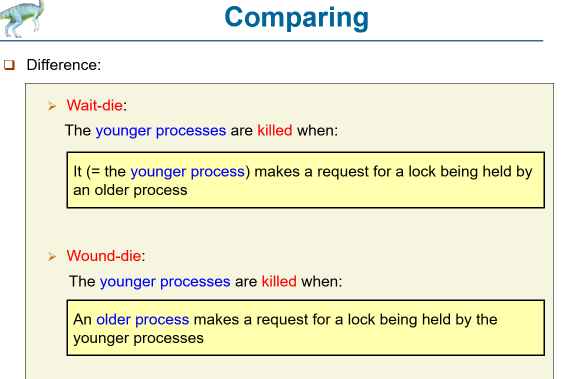 Comparing
Difference:
Wait-die:
The younger processes are killed when:
It (= the younger process) makes a request for a lock being held by
an older process
Wound-die:
The younger processes are killed when:
An older process makes a request for a lock being held by the
younger processes